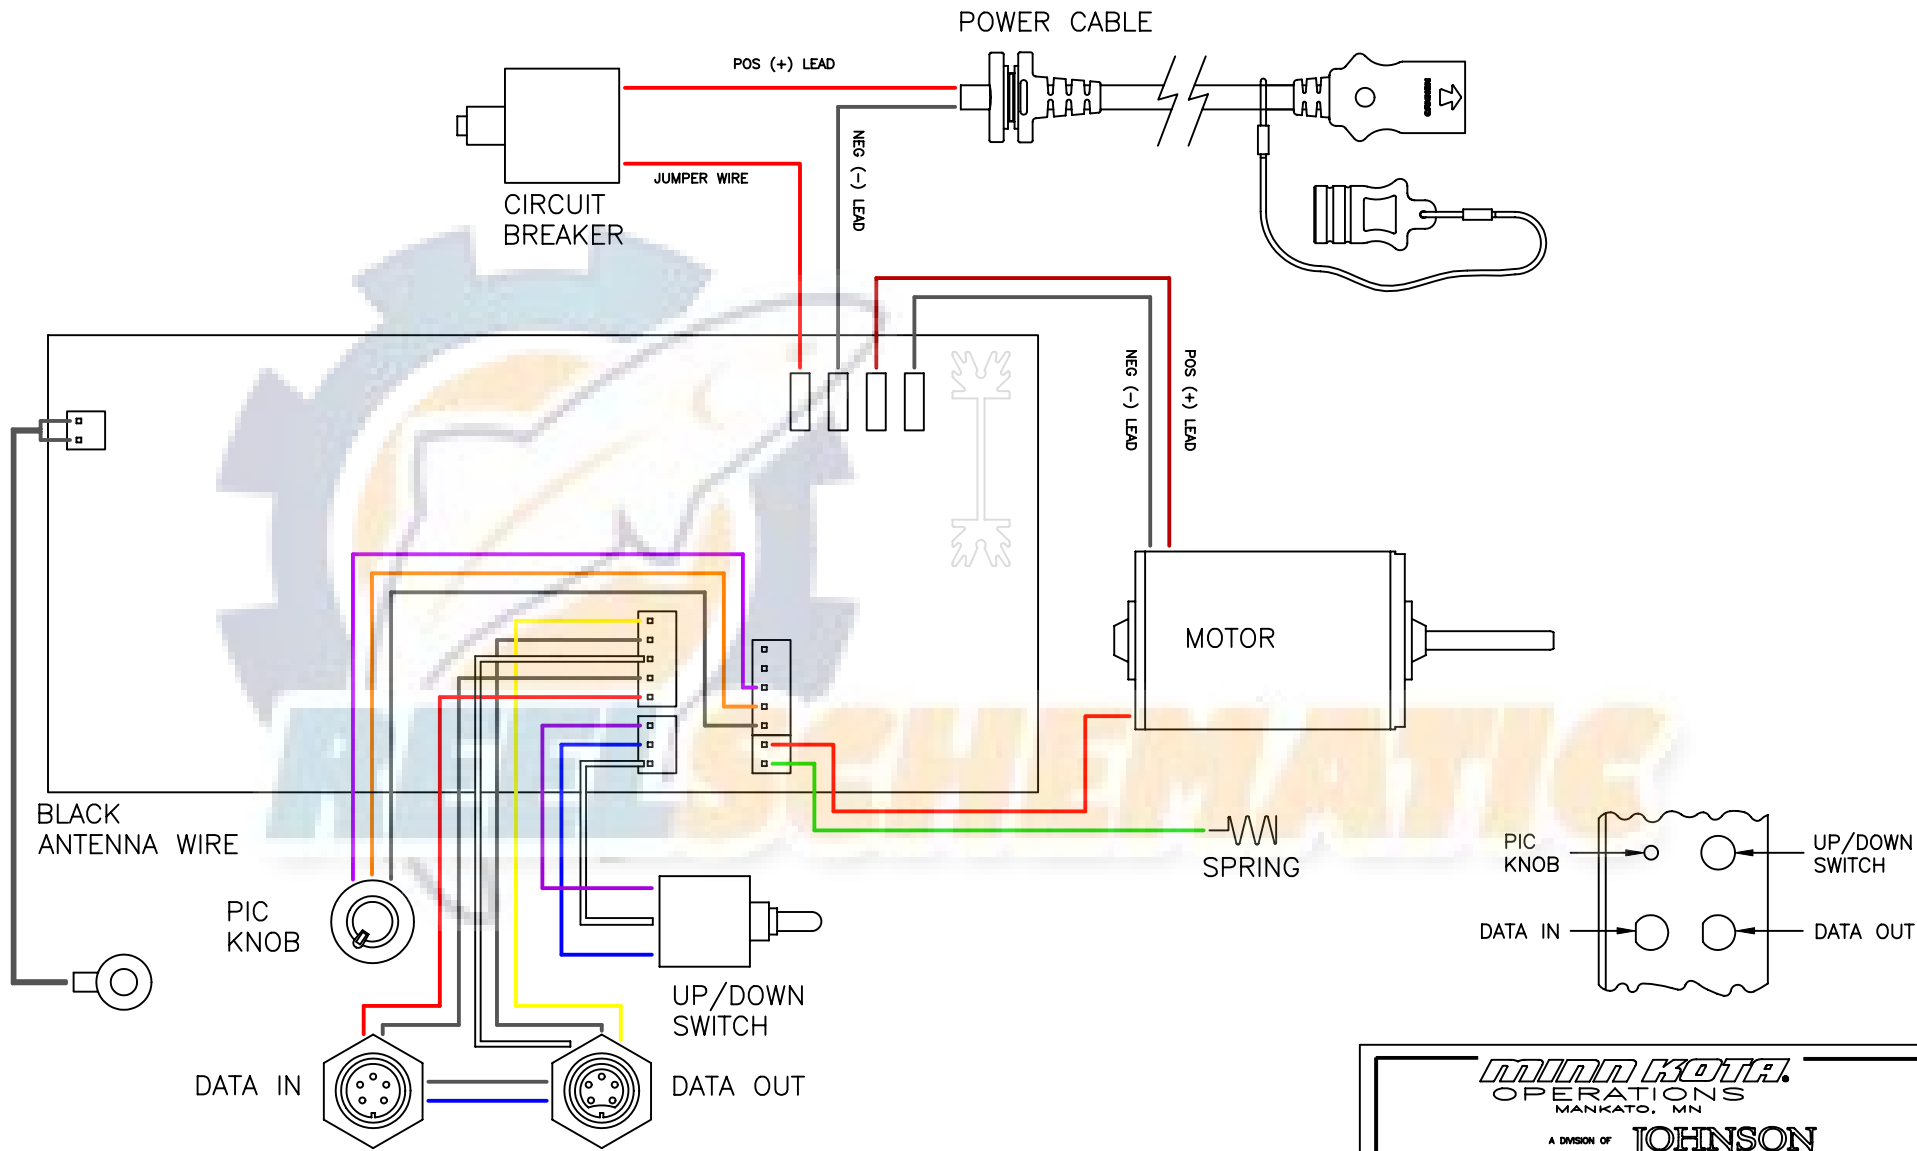 POWER CABLE
POS (+) LEAD
NEG (-) LEAD
JUMPER WIRE
CIRCUIT
BREAKER
NEG (-) LEAD
POS (+) LEAD
MOTOR
REELSCHEMATIC
BLACK
ANTENNA WIRE
SPRING
PIC
KNOB
UP/DOWN
SWITCH
DATA IN
DATA OUT
PIC
KNOB
UP/DOWN
SWITCH
DATA IN
DATA OUT
MINN KOTA.
OPERATIONS
MANKATO, MN
A DIVISION OF JOHNSON